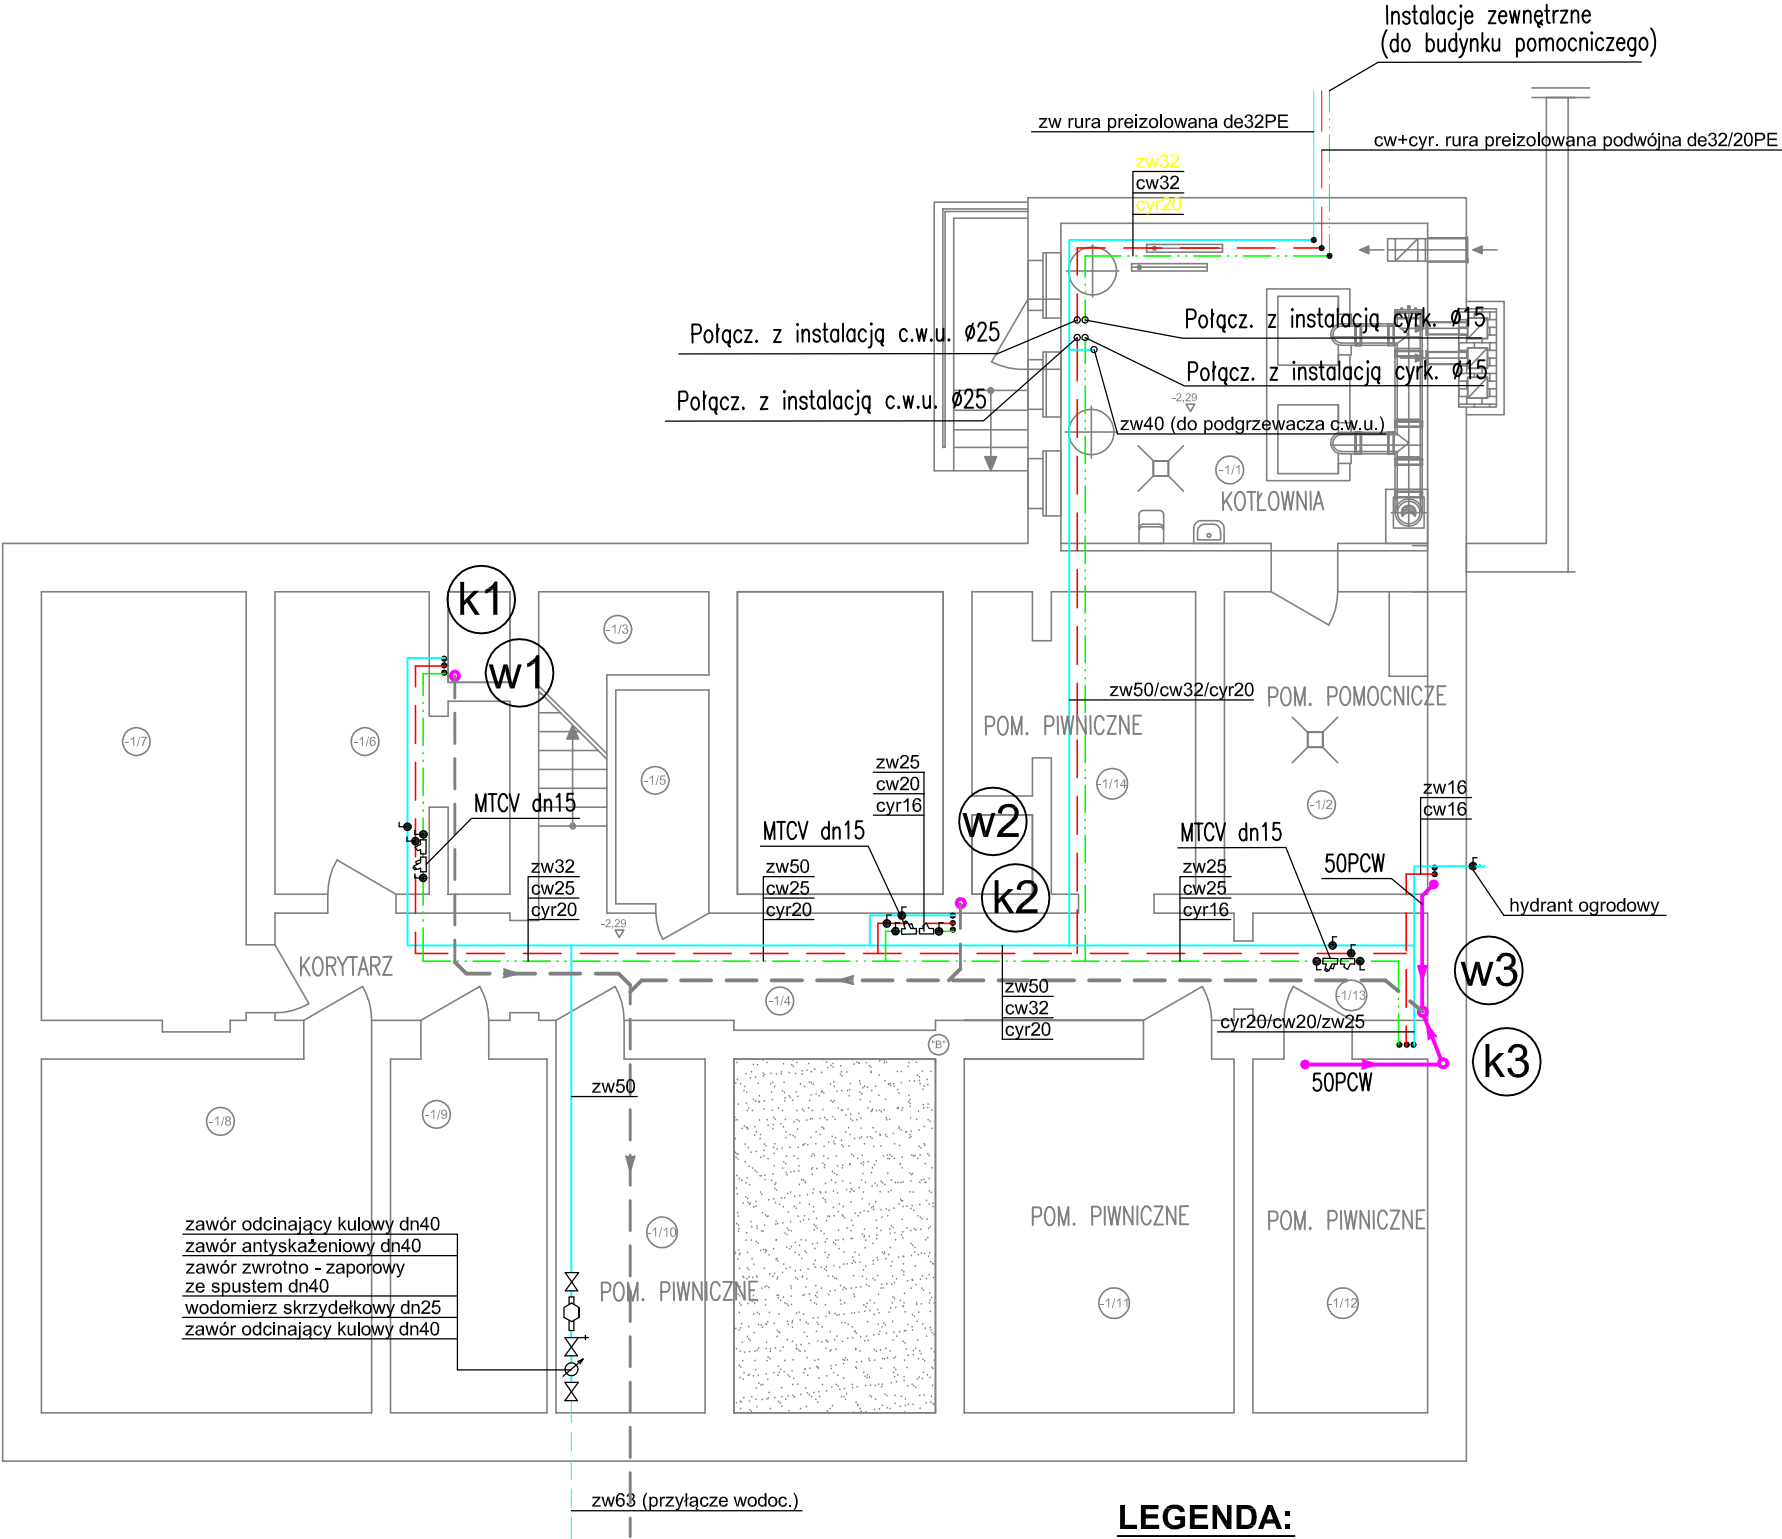 Instalacje zewnętrzne
(do budynku pomocniczego)
zw rura preizolowana de32PE
cw+cyr. rura preizolowana podwójna de32/20PE
zw32
cw32
cyr20
Połącz. z instalacją c.w.u. ø25
Połącz. z instalacją cyrk. ø15
Połącz. z instalacją c.w.u. ø25
Połącz. z instalacją cyrk. ø15
-2,29
zw40 (do podgrzewacza c.w.u.)
-1/1
KOTŁOWNIA
k1
w1
-1/3
-1/7
-1/6
-1/5
MTCV dn15
zw50/cw32/cyr20
POM. POMOCNICZE
POM. PIWNICZNE
zw25
cw20
cyr16
-1/14
-1/2
zw16
cw16
w2
MTCV dn15
MTCV dn15
k2
50PCW
zw32
cw25
cyr20
zw50
cw25
cyr20
zw25
cw25
cyr16
hydrant ogrodowy
-2,29
KORYTARZ
w3
-1/4
zw50
cw32
cyr20
-1/13
cyr20/cw20/zw25
"B"
k3
50PCW
zw50
-1/8
-1/9
-1/10
POM. PIWNICZNE
POM. PIWNICZNE
zawór odcinający kulowy dn40
zawór antyskażeniowy dn40
zawór zwrotno - zaporowy
ze spustem dn40
wodomierz skrzydełkowy dn25
zawór odcinający kulowy dn40
POM. PIWNICZNE
-1/11
-1/12
zw63 (przyłącze wodoc.)
LEGENDA: